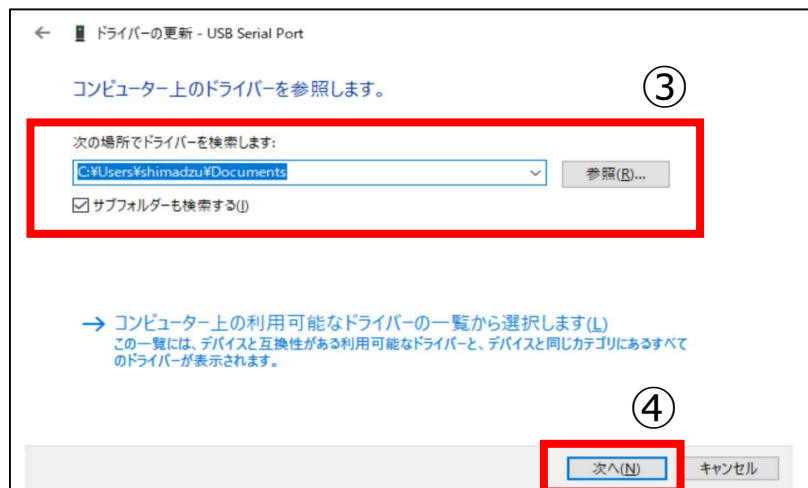 ← ドライバーの更新 - USB Serial Port
コンピューター上のドライバーを参照します。
③
次の場所でドライバーを検索します:
C:¥Users¥shimadzu¥Documents
参照(R)...
サブフォルダーも検索する(I)
→ コンピューター上の利用可能なドライバーの一覧から選択します(L)
この一覧には、デバイスと互換性がある利用可能なドライバーと、デバイスと同じカテゴリにあるすべて
のドライバーが表示されます。
④
次へ(N)
キャンセル